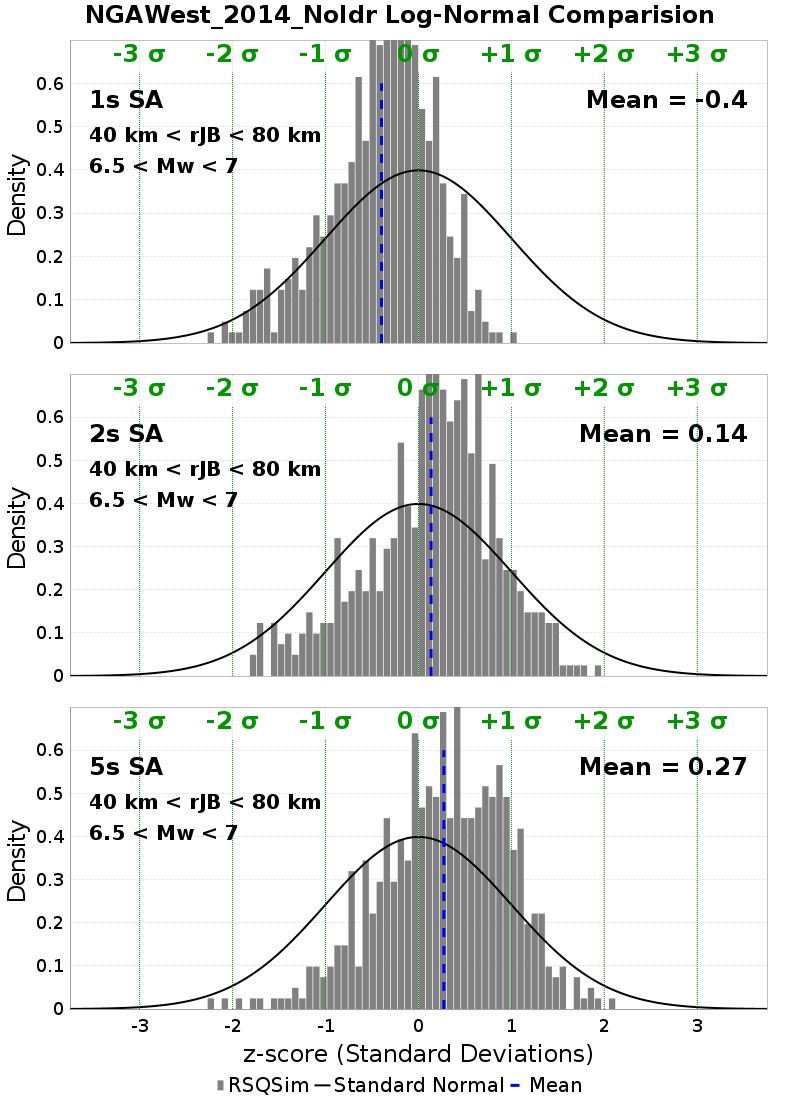 NGAWest_2014_NoIdr Log-Normal Comparision
-3 σ -2 σ -1 σ 0 σ +1 σ +2 σ +3 σ
1s SA Mean = -0.4
40 km < rJB < 80 km
6.5 < Mw < 7
Density
0.6
0.5
0.4
0.3
0.2
0.1
0
-3 σ -2 σ -1 σ 0 σ +1 σ +2 σ +3 σ
2s SA Mean = 0.14
40 km < rJB < 80 km
6.5 < Mw < 7
Density
0.6
0.5
0.4
0.3
0.2
0.1
0
-3 σ -2 σ -1 σ 0 σ +1 σ +2 σ +3 σ
5s SA Mean = 0.27
40 km < rJB < 80 km
6.5 < Mw < 7
Density
0.6
0.5
0.4
0.3
0.2
0.1
0
-3 -2 -1 0 1 2 3
z-score (Standard Deviations)
RSQSim Standard Normal Mean